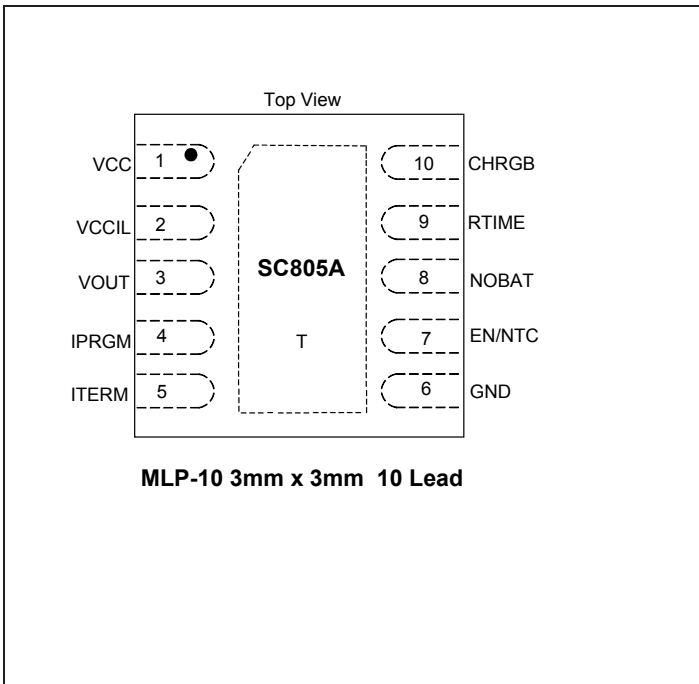 Top View
VCC 1 10 CHRGB
VCCIL 2 9 RTIME
SC805A
VOUT 3 8 NOBAT
IPRGM 4 T 7 EN/NTC
ITERM 5 6 GND
MLP-10 3mm x 3mm 10 Lead